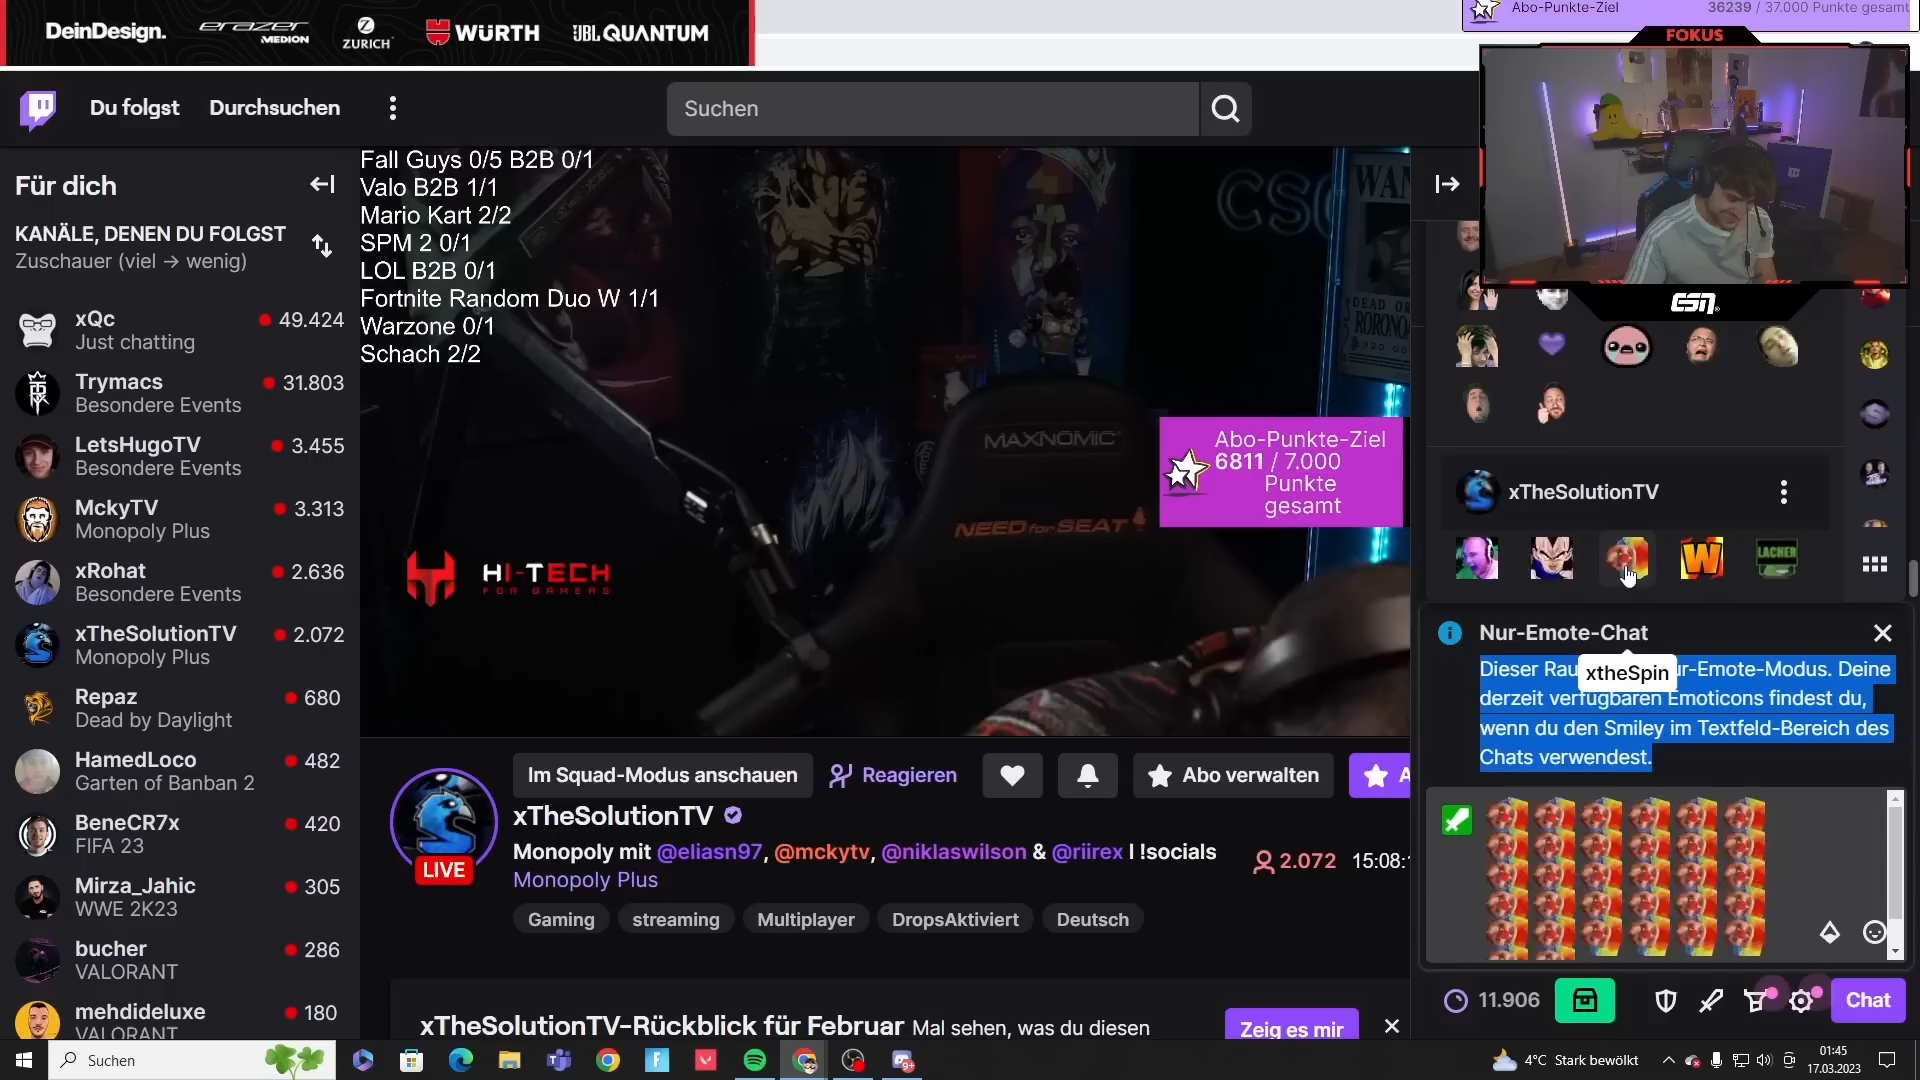 DeinDesign.
erazer
MEDION
ZURICH
WÜRTH
JBL QUANTUM
Abo-Punkte-Ziel
36239 / 37.000 Punkte gesamt
FOKUS
Du folgst
Durchsuchen
Suchen
Für dich
KANÄLE, DENEN DU FOLGST
Zuschauer (viel → wenig)
xQc
49.424
Just chatting
Trymacs
31.803
Besondere Events
LetsHugoTV
3.455
Besondere Events
MckyTV
3.313
Monopoly Plus
xRohat
2.636
Besondere Events
xTheSolutionTV
2.072
Monopoly Plus
Repaz
680
Dead by Daylight
HamedLoco
482
Garten of Banban 2
BeneCR7x
420
FIFA 23
Mirza_Jahic
305
WWE 2K23
bucher
286
VALORANT
mehdideluxe
180
VALORANT
Fall Guys 0/5 B2B 0/1
Valo B2B 1/1
Mario Kart 2/2
SPM 2 0/1
LOL B2B 0/1
Fortnite Random Duo W 1/1
Warzone 0/1
Schach 2/2
MAXNOMIC
NEED for SEAT
HI-TECH
FOR GAMERS
Abo-Punkte-Ziel
6811 / 7.000
Punkte
gesamt
Im Squad-Modus anschauen
Reagieren
Abo verwalten
LIVE
xTheSolutionTV
Monopoly mit @eliasn97, @mckytv, @niklaswilson & @riirex l !socials
2.072
15:08:
Monopoly Plus
Gaming
streaming
Multiplayer
DropsAktiviert
Deutsch
xTheSolutionTV-Rückblick für Februar Mal sehen, was du diesen
Zeig es mir
ESN
xTheSolutionTV
W
LACHER
Nur-Emote-Chat
xtheSpin
Dieser Rau ur-Emote-Modus. Deine
derzeit verfügbaren Emoticons findest du,
wenn du den Smiley im Textfeld-Bereich des
Chats verwendest.
11.906
Chat
Suchen
9+
4°C Stark bewölkt
01:45
17.03.2023